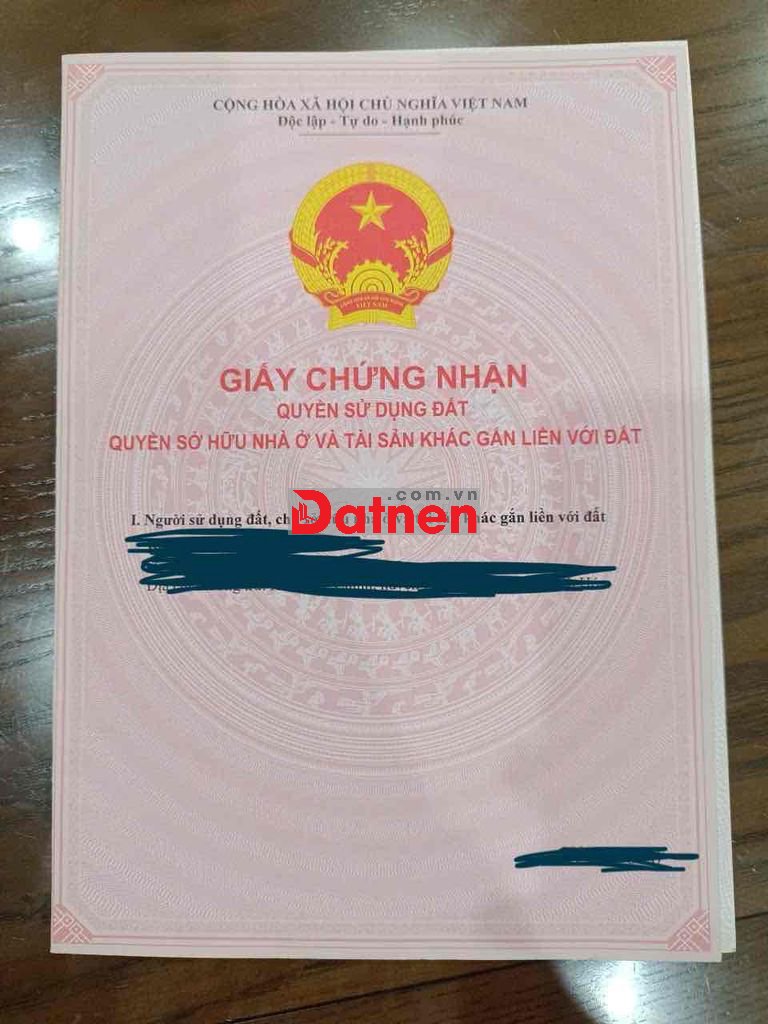 CỘNG HÒA XÃ HỘI CHỦ NGHĨA VIỆT NAM
Độc lập - Tự do - Hạnh phúc
VIỆT NAM
GIẤY CHỨNG NHẬN
QUYỀN SỬ DỤNG ĐẤT
QUYỀN SỞ HỮU NHÀ Ở VÀ TÀI SẢN KHÁC GẮN LIỀN VỚI ĐẤT
.com.vn
Datnen
I. Người sử dụng đất, khác gắn liền với đất